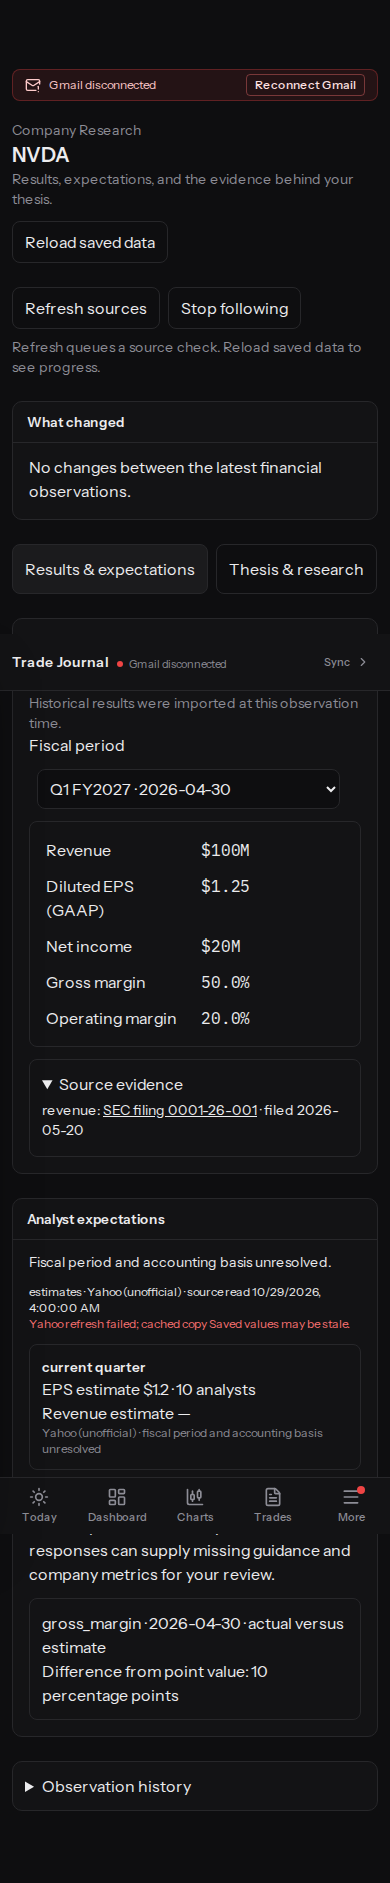 Gmail disconnected
Reconnect Gmail
Company Research
NVDA
Results, expectations, and the evidence behind your
thesis.
Reload saved data
Refresh sources
Stop following
Refresh queues a source check. Reload saved data to
see progress.
What changed
No changes between the latest financial
observations.
Results & expectations
Thesis & research
Trade Journal
Gmail disconnected
Sync
Historical results were imported at this observation
time.
Fiscal period
Q1 FY2027 · 2026-04-30
Revenue $100M
Diluted EPS $1.25
(GAAP)
Net income $20M
Gross margin 50.0%
Operating margin 20.0%
▼ Source evidence
revenue: SEC filing 0001-26-001 · filed 2026-
05-20
Analyst expectations
Fiscal period and accounting basis unresolved.
estimates · Yahoo (unofficial) · source read 10/29/2026,
4:00:00 AM
Yahoo refresh failed; cached copy Saved values may be stale.
current quarter
EPS estimate $1.2 · 10 analysts
Revenue estimate —
Yahoo (unofficial) · fiscal period and accounting basis
unresolved
Today
Dashboard
Charts
Trades
More
responses can supply missing guidance and
company metrics for your review.
gross_margin · 2026-04-30 · actual versus
estimate
Difference from point value: 10
percentage points
▶ Observation history